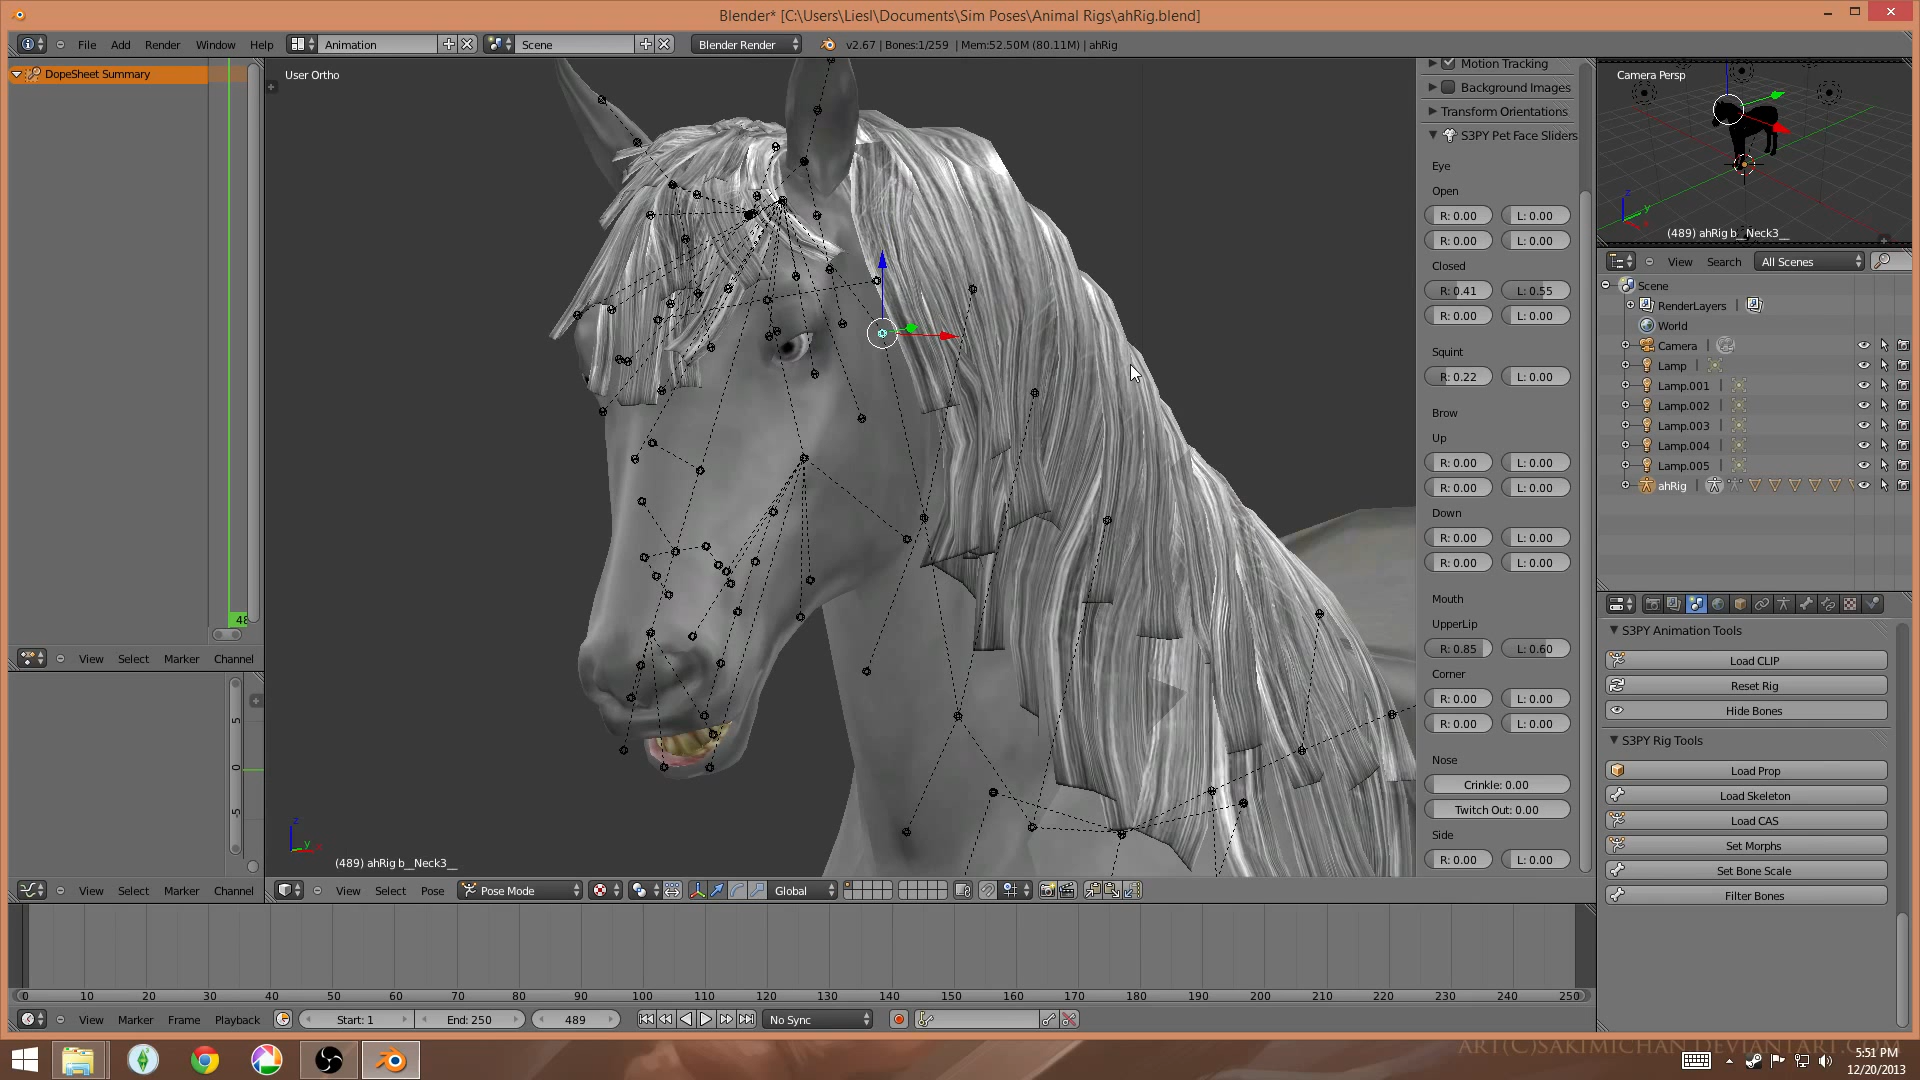 Blender* [C:\Users\Liesl\Documents\Sim Poses\Animal Rigs\ahRig.blend]
File Add Render Window Help Animation Scene Blender Render v2.67 | Bones:1/259 | Mem:52.50M (80.11M) | ahRig
DopeSheet Summary
48
View Select Marker Channel
5
0
-5
View Select Marker Channel
User Ortho
z
y
(489) ahRig b__Neck3__
View Select Pose Pose Mode Global
Motion Tracking
Background Images
Transform Orientations
S3PY Pet Face Sliders
Eye
Open
R: 0.00 L: 0.00
R: 0.00 L: 0.00
Closed
R: 0.41 L: 0.55
R: 0.00 L: 0.00
Squint
R: 0.22 L: 0.00
Brow
Up
R: 0.00 L: 0.00
R: 0.00 L: 0.00
Down
R: 0.00 L: 0.00
R: 0.00 L: 0.00
Mouth
UpperLip
R: 0.85 L: 0.60
Corner
R: 0.00 L: 0.00
R: 0.00 L: 0.00
Nose
Crinkle: 0.00
Twitch Out: 0.00
Side
R: 0.00 L: 0.00
Camera Persp
z
y
(489) ahRig b__Neck3__
View Search All Scenes
Scene
RenderLayers |
World
Camera |
Lamp |
Lamp.001 |
Lamp.002 |
Lamp.003 |
Lamp.004 |
Lamp.005 |
ahRig |
S3PY Animation Tools
Load CLIP
Reset Rig
Hide Bones
S3PY Rig Tools
Load Prop
Load Skeleton
Load CAS
Set Morphs
Set Bone Scale
Filter Bones
0 10 20 30 40 50 60 70 80 90 100 110 120 130 140 150 160 170 180 190 200 210 220 230 240 250
View Marker Frame Playback Start: 1 End: 250 489 No Sync
ART(C)SAKIMICHAN.DEVIANTART.COM
5:51 PM
12/20/2013